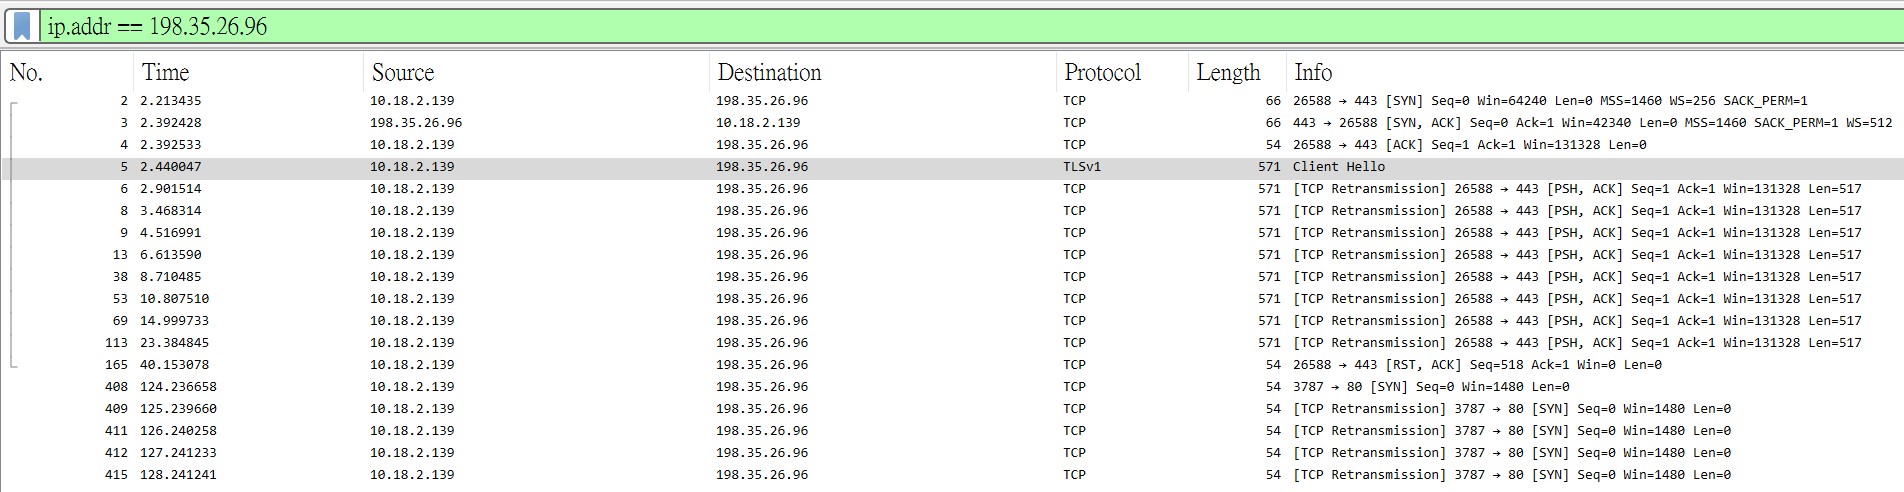 ip.addr == 198.35.26.96
No. Time Source Destination Protocol Length Info
2 2.213435 10.18.2.139 198.35.26.96 TCP 66 26588 → 443 [SYN] Seq=0 Win=64240 Len=0 MSS=1460 WS=256 SACK_PERM=1
3 2.392428 198.35.26.96 10.18.2.139 TCP 66 443 → 26588 [SYN, ACK] Seq=0 Ack=1 Win=42340 Len=0 MSS=1460 SACK_PERM=1 WS=512
4 2.392533 10.18.2.139 198.35.26.96 TCP 54 26588 → 443 [ACK] Seq=1 Ack=1 Win=131328 Len=0
5 2.440047 10.18.2.139 198.35.26.96 TLSv1 571 Client Hello
6 2.901514 10.18.2.139 198.35.26.96 TCP 571 [TCP Retransmission] 26588 → 443 [PSH, ACK] Seq=1 Ack=1 Win=131328 Len=517
8 3.468314 10.18.2.139 198.35.26.96 TCP 571 [TCP Retransmission] 26588 → 443 [PSH, ACK] Seq=1 Ack=1 Win=131328 Len=517
9 4.516991 10.18.2.139 198.35.26.96 TCP 571 [TCP Retransmission] 26588 → 443 [PSH, ACK] Seq=1 Ack=1 Win=131328 Len=517
13 6.613590 10.18.2.139 198.35.26.96 TCP 571 [TCP Retransmission] 26588 → 443 [PSH, ACK] Seq=1 Ack=1 Win=131328 Len=517
38 8.710485 10.18.2.139 198.35.26.96 TCP 571 [TCP Retransmission] 26588 → 443 [PSH, ACK] Seq=1 Ack=1 Win=131328 Len=517
53 10.807510 10.18.2.139 198.35.26.96 TCP 571 [TCP Retransmission] 26588 → 443 [PSH, ACK] Seq=1 Ack=1 Win=131328 Len=517
69 14.999733 10.18.2.139 198.35.26.96 TCP 571 [TCP Retransmission] 26588 → 443 [PSH, ACK] Seq=1 Ack=1 Win=131328 Len=517
113 23.384845 10.18.2.139 198.35.26.96 TCP 571 [TCP Retransmission] 26588 → 443 [PSH, ACK] Seq=1 Ack=1 Win=131328 Len=517
165 40.153078 10.18.2.139 198.35.26.96 TCP 54 26588 → 443 [RST, ACK] Seq=518 Ack=1 Win=0 Len=0
408 124.236658 10.18.2.139 198.35.26.96 TCP 54 3787 → 80 [SYN] Seq=0 Win=1480 Len=0
409 125.239660 10.18.2.139 198.35.26.96 TCP 54 [TCP Retransmission] 3787 → 80 [SYN] Seq=0 Win=1480 Len=0
411 126.240258 10.18.2.139 198.35.26.96 TCP 54 [TCP Retransmission] 3787 → 80 [SYN] Seq=0 Win=1480 Len=0
412 127.241233 10.18.2.139 198.35.26.96 TCP 54 [TCP Retransmission] 3787 → 80 [SYN] Seq=0 Win=1480 Len=0
415 128.241241 10.18.2.139 198.35.26.96 TCP 54 [TCP Retransmission] 3787 → 80 [SYN] Seq=0 Win=1480 Len=0